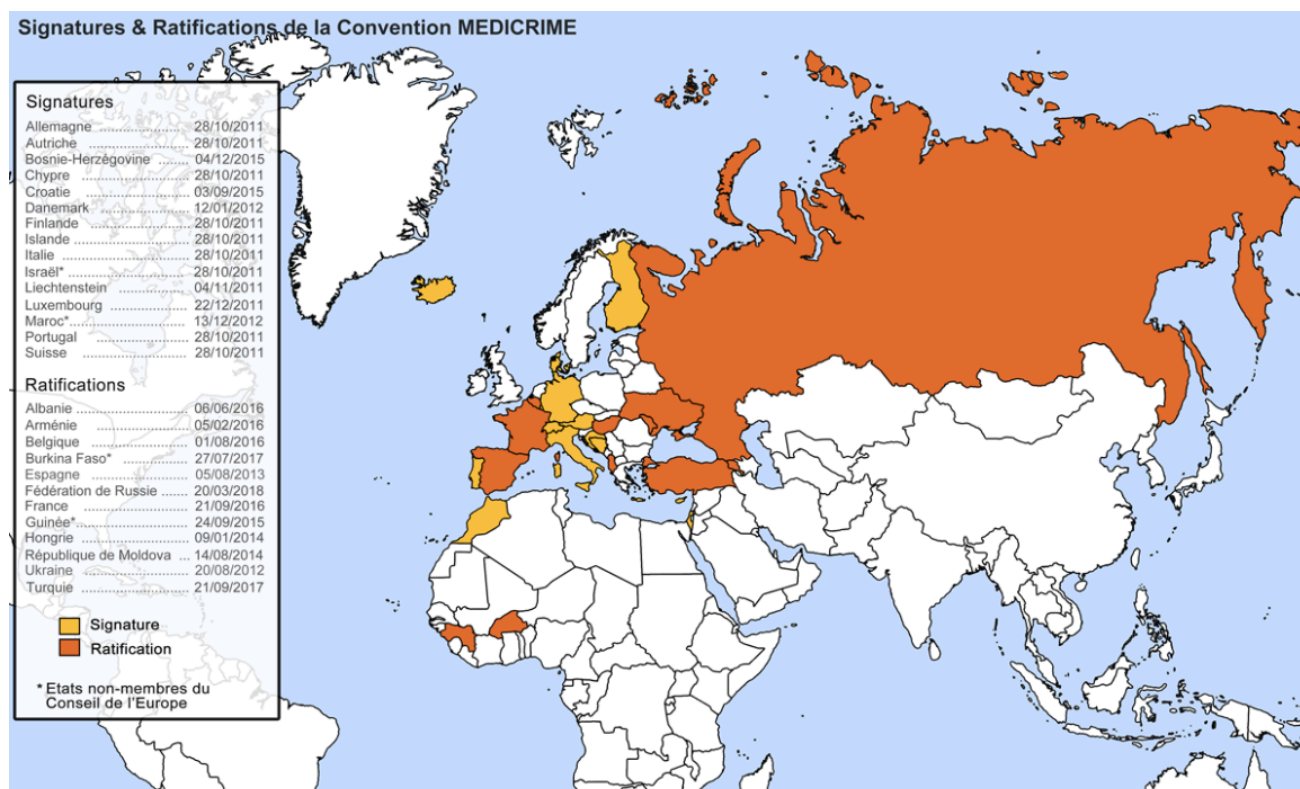 Signatures & Ratifications de la Convention MEDICRIME
Signatures
Allemagne .................. 28/10/2011
Autriche .................. 28/10/2011
Bosnie-Herzégovine ....... 04/12/2015
Chypre .................. 28/10/2011
Croatie .................. 03/09/2015
Danemark .................. 12/01/2012
Finlande .................. 28/10/2011
Islande .................. 28/10/2011
Italie .................. 28/10/2011
Israël* .................. 28/10/2011
Liechtenstein ............ 04/11/2011
Luxembourg ............ 22/12/2011
Maroc* .................. 13/12/2012
Portugal .................. 28/10/2011
Suisse .................. 28/10/2011
Ratifications
Albanie .................. 06/06/2016
Arménie .................. 05/02/2016
Belgique .................. 01/08/2016
Burkina Faso* ............ 27/07/2017
Espagne .................. 05/08/2013
Fédération de Russie ...... 20/03/2018
France .................. 21/09/2016
Guinée* .................. 24/09/2015
Hongrie .................. 09/01/2014
République de Moldova ... 14/08/2014
Ukraine .................. 20/08/2012
Turquie .................. 21/09/2017
Signature
Ratification
* Etats non-membres du
Conseil de l'Europe